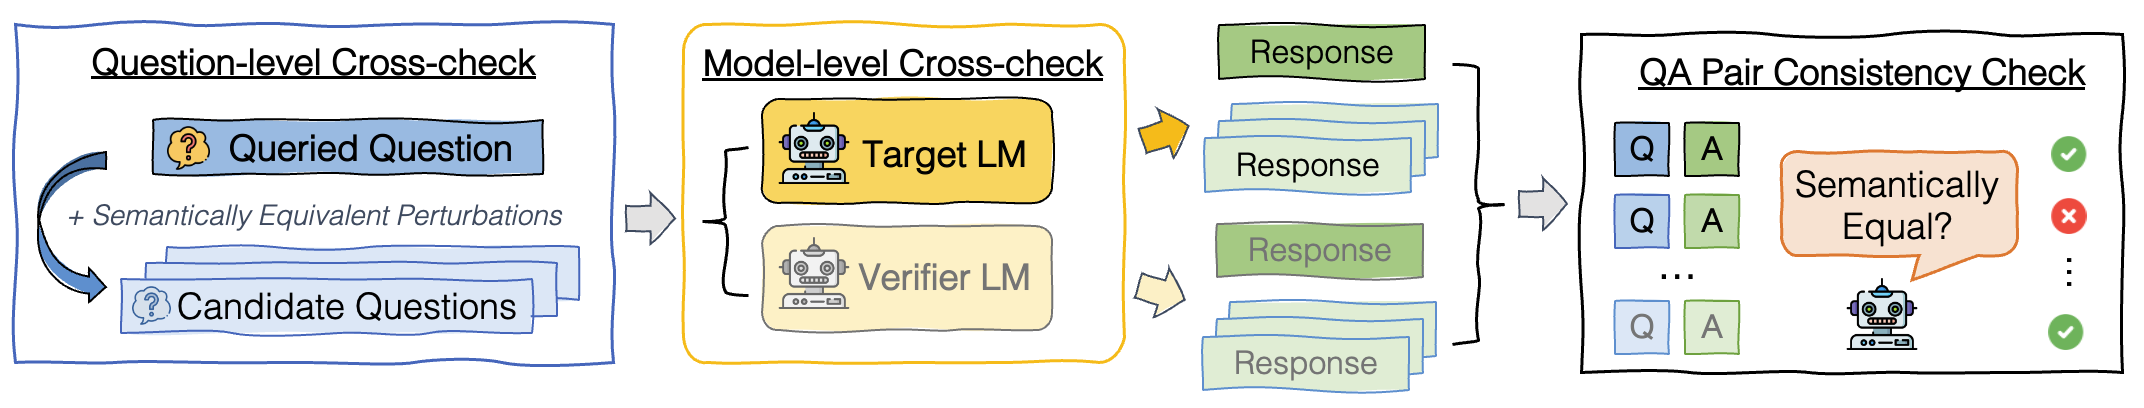 Question-level Cross-check
Queried Question
+ Semantically Equivalent Perturbations
Candidate Questions
Model-level Cross-check
Target LM
Verifier LM
Response
Response
Response
Response
QA Pair Consistency Check
Q A
Q A
...
Q A
Semantically
Equal?